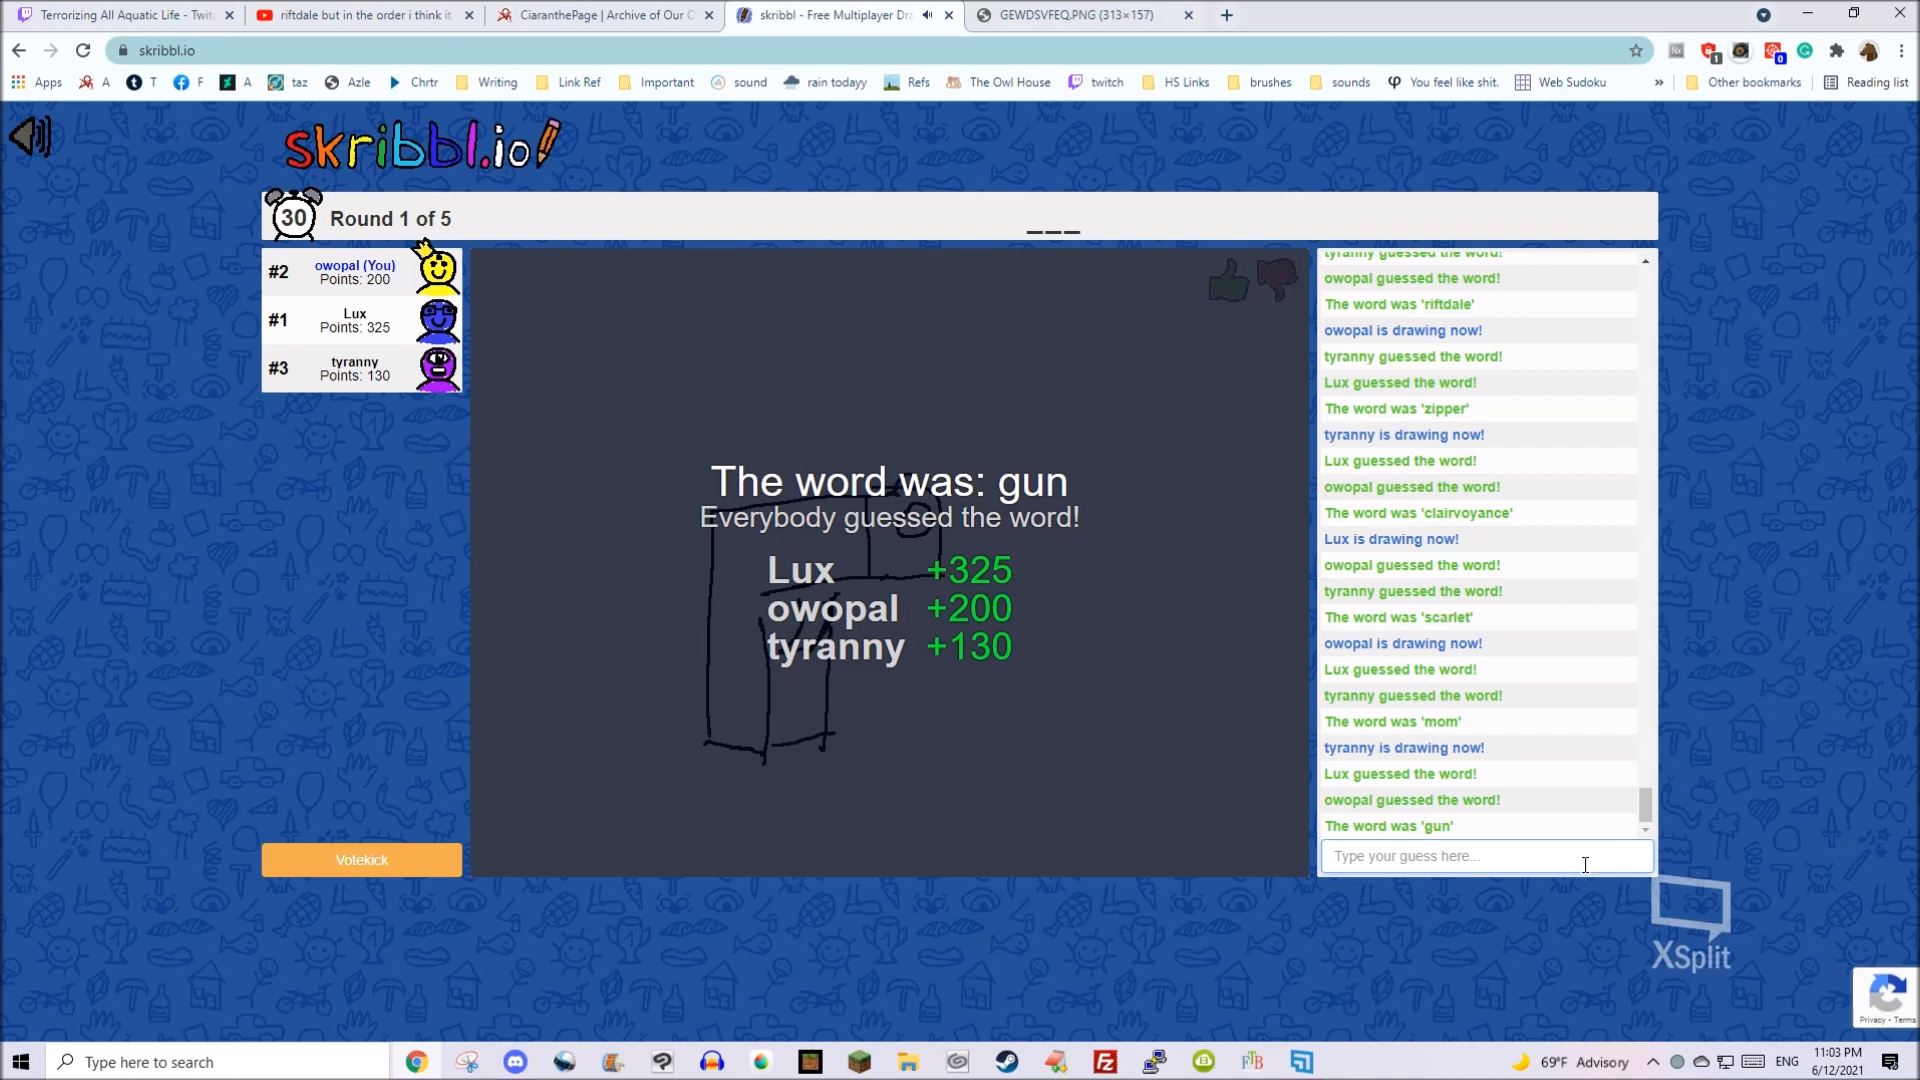 Terrorizing All Aquatic Life - Twit
riftdale but in the order i think it
CiaranthePage | Archive of Our O
skribbl - Free Multiplayer Dra
GEWDSVFEQ.PNG (313×157)
skribbl.io
Apps
A
T
F
A
taz
Azle
Chrtr
Writing
Link Ref
Important
sound
rain todayy
Refs
The Owl House
twitch
HS Links
brushes
sounds
You feel like shit.
Web Sudoku
»
Other bookmarks
Reading list
skribbl.io
30
Round 1 of 5
_ _ _
#2
owopal (You)
Points: 200
#1
Lux
Points: 325
#3
tyranny
Points: 130
Votekick
The word was: gun
Everybody guessed the word!
Lux +325
owopal +200
tyranny +130
tyranny guessed the word!
owopal guessed the word!
The word was 'riftdale'
owopal is drawing now!
tyranny guessed the word!
Lux guessed the word!
The word was 'zipper'
tyranny is drawing now!
Lux guessed the word!
owopal guessed the word!
The word was 'clairvoyance'
Lux is drawing now!
owopal guessed the word!
tyranny guessed the word!
The word was 'scarlet'
owopal is drawing now!
Lux guessed the word!
tyranny guessed the word!
The word was 'mom'
tyranny is drawing now!
Lux guessed the word!
owopal guessed the word!
The word was 'gun'
Type your guess here...
XSplit
Privacy - Terms
Type here to search
FTB
69°F Advisory
ENG
11:03 PM
6/12/2021